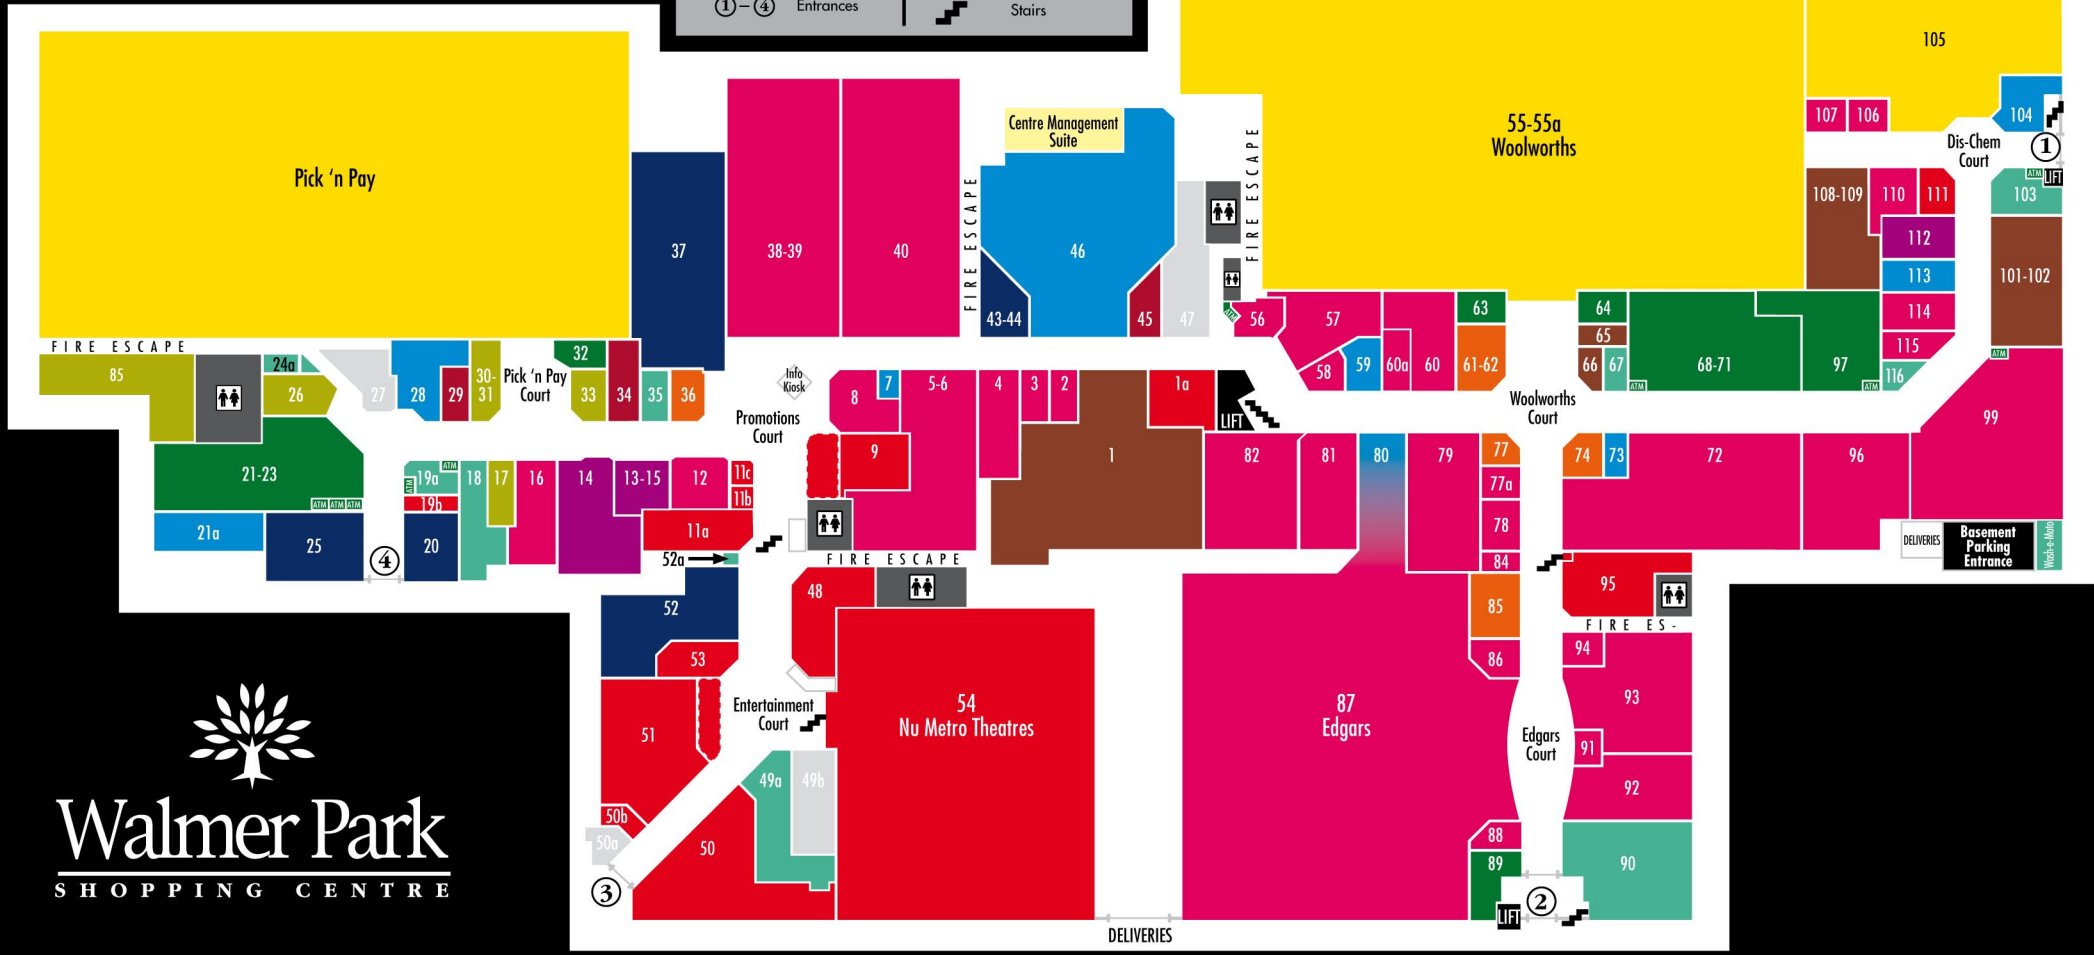 ①–④ Entrances
Stairs
105
107
106
104
Dis-Chem
Court
①
ATM
LIFT
103
Pick ‘n Pay
37
38-39
40
FIRE ESCAPE
Centre Management
Suite
46
43-44
45
47
FIRE ESCAPE
ATM
55-55a
Woolworths
108-109
110
111
112
113
114
115
116
101-102
ATM
99
56
57
58
59
60a
60
63
61-62
64
65
66
67
ATM
68-71
97
ATM
FIRE ESCAPE
85
24a
26
27
28
29
30-
31
Pick ‘n Pay
Court
32
33
34
35
36
Info
Kiosk
Promotions
Court
8
7
5-6
4
3
2
1a
LIFT
1
9
Woolworths
Court
82
81
80
79
77
77a
78
84
74
73
72
96
21-23
ATM ATM ATM
21a
25
④
ATM
ATM
19a
19b
20
18
17
16
14
13-15
12
11c
11b
11a
52a
FIRE ESCAPE
DELIVERIES
Basement
Parking
Entrance
Wash-e-Moto
52
53
48
51
Entertainment
Court
54
Nu Metro Theatres
49a
49b
50b
50a
50
③
87
Edgars
85
86
95
FIRE ES-
94
93
Edgars
Court
91
92
88
89
90
LIFT
②
DELIVERIES
Walmer Park
SHOPPING CENTRE